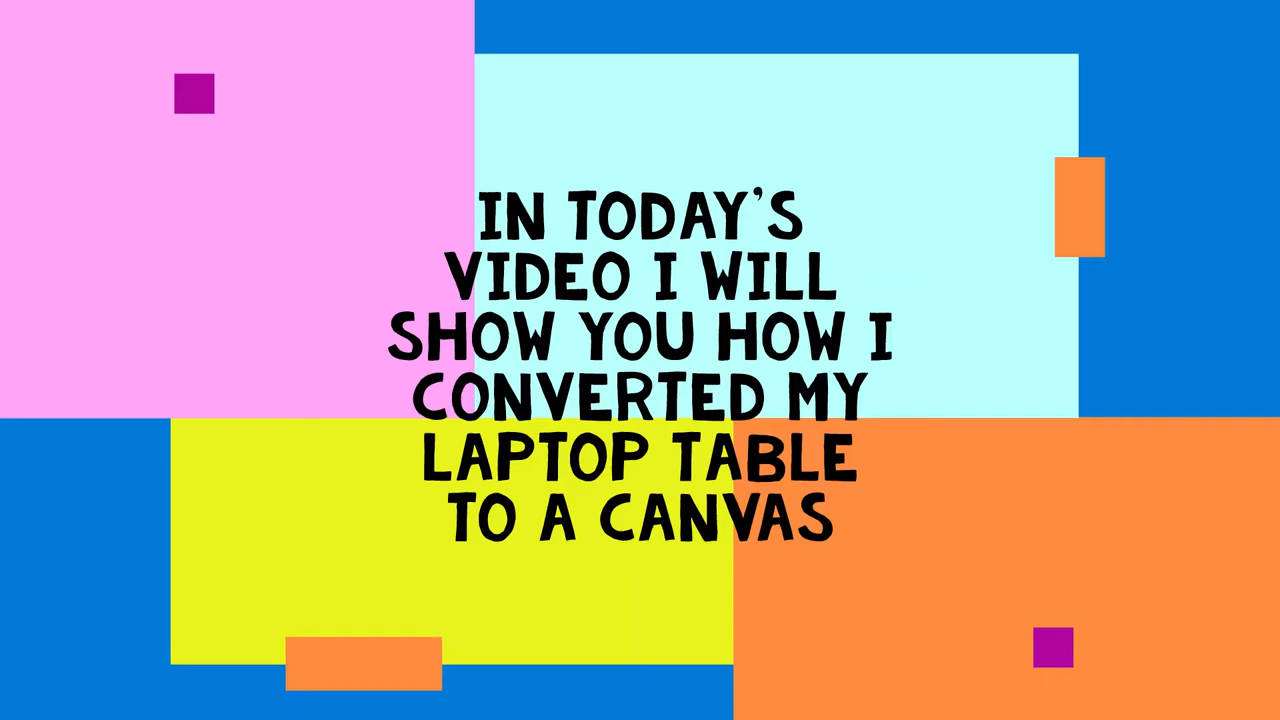 IN TODAY'S
VIDEO I WILL
SHOW YOU HOW I
CONVERTED MY
LAPTOP TABLE
TO A CANVAS